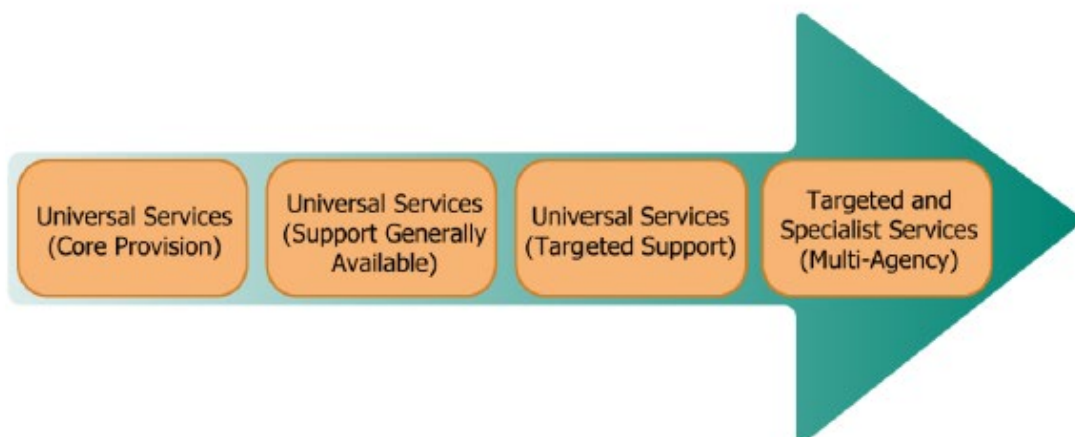 Universal Services
(Core Provision)
Universal Services
(Support Generally
Available)
Universal Services
(Targeted Support)
Targeted and
Specialist Services
(Multi-Agency)